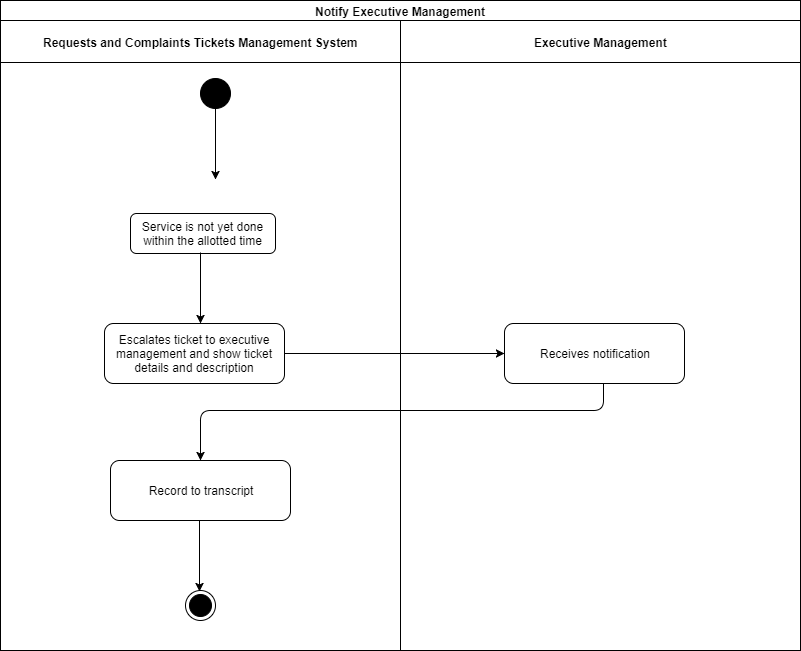 Notify Executive Management
Requests and Complaints Tickets Management System
Executive Management
Service is not yet done
within the allotted time
Escalates ticket to executive
management and show ticket
details and description
Receives notification
Record to transcript